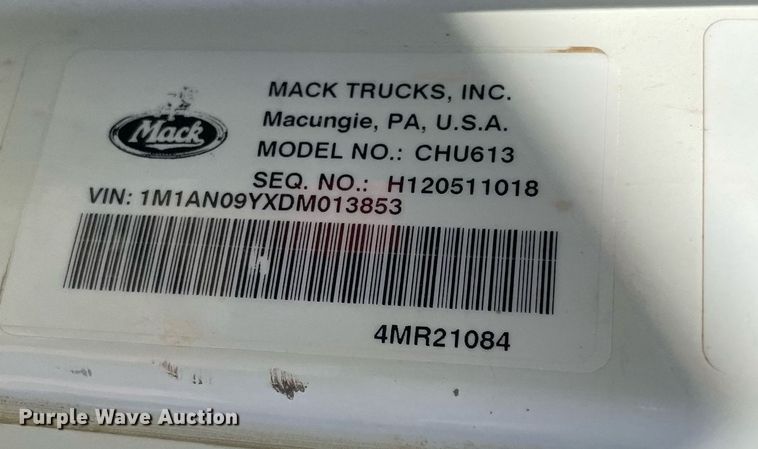 Mack
MACK TRUCKS, INC.
Macungie, PA, U.S.A.
MODEL NO.: CHU613
SEQ. NO.: H120511018
VIN: 1M1AN09YXDM013853
4MR21084
Purple Wave Auction